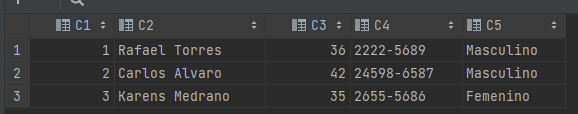 C1 C2 C3 C4 C5
1 1 Rafael Torres 36 2222-5689 Masculino
2 2 Carlos Alvaro 42 24598-6587 Masculino
3 3 Karens Medrano 35 2655-5686 Femenino